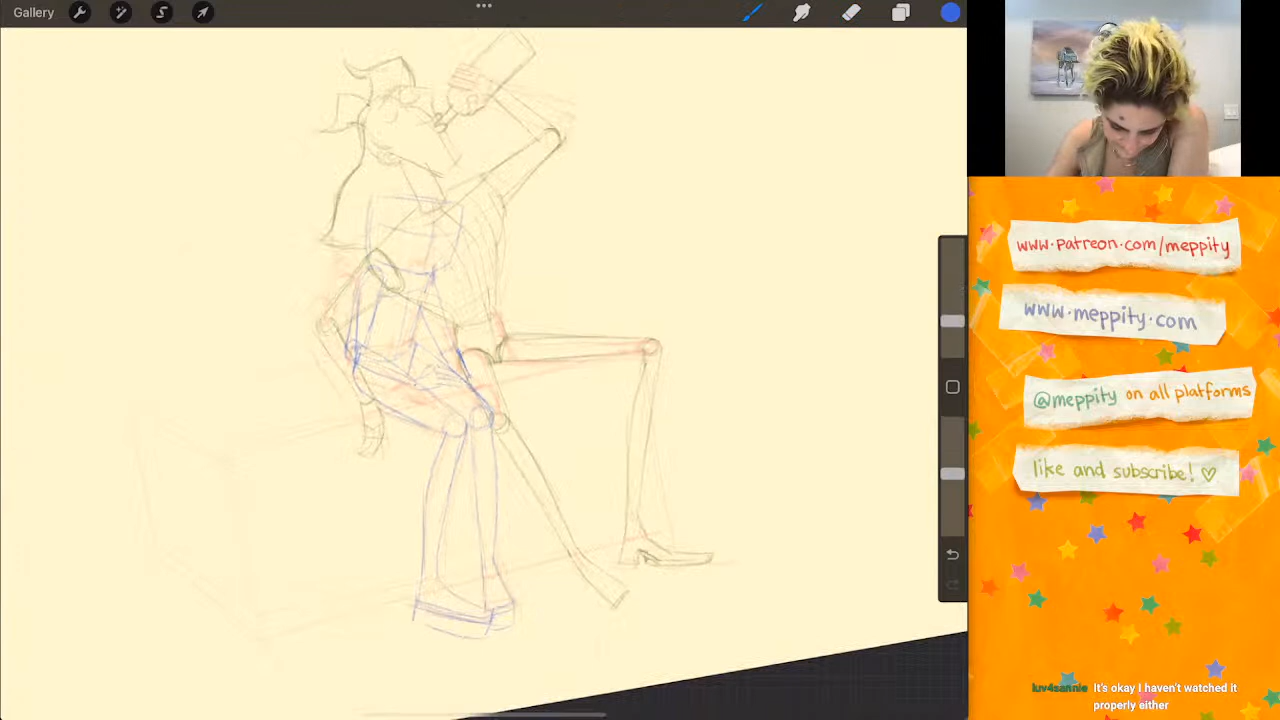 Gallery
www.patreon.com/meppity
www.meppity.com
@meppity on all platforms
like and subscribe! ♡
luv4sannie It's okay I haven't watched it
properly either